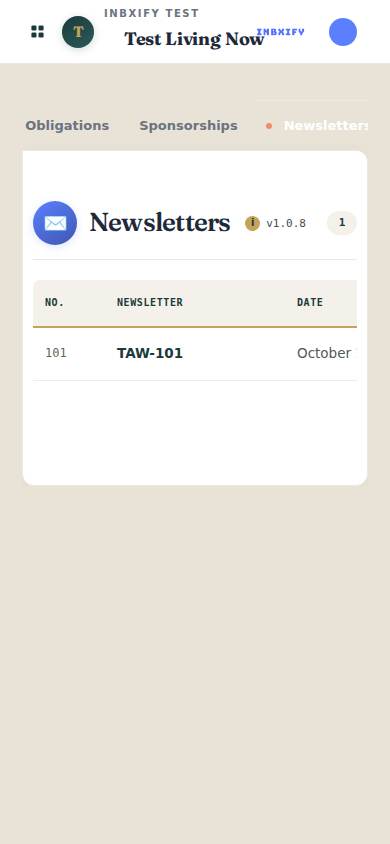 INBXIFY TEST
T Test Living Now INBXIFY
Obligations Sponsorships Newsletters
Newsletters i v1.0.8 1
NO. NEWSLETTER DATE
101 TAW-101 October